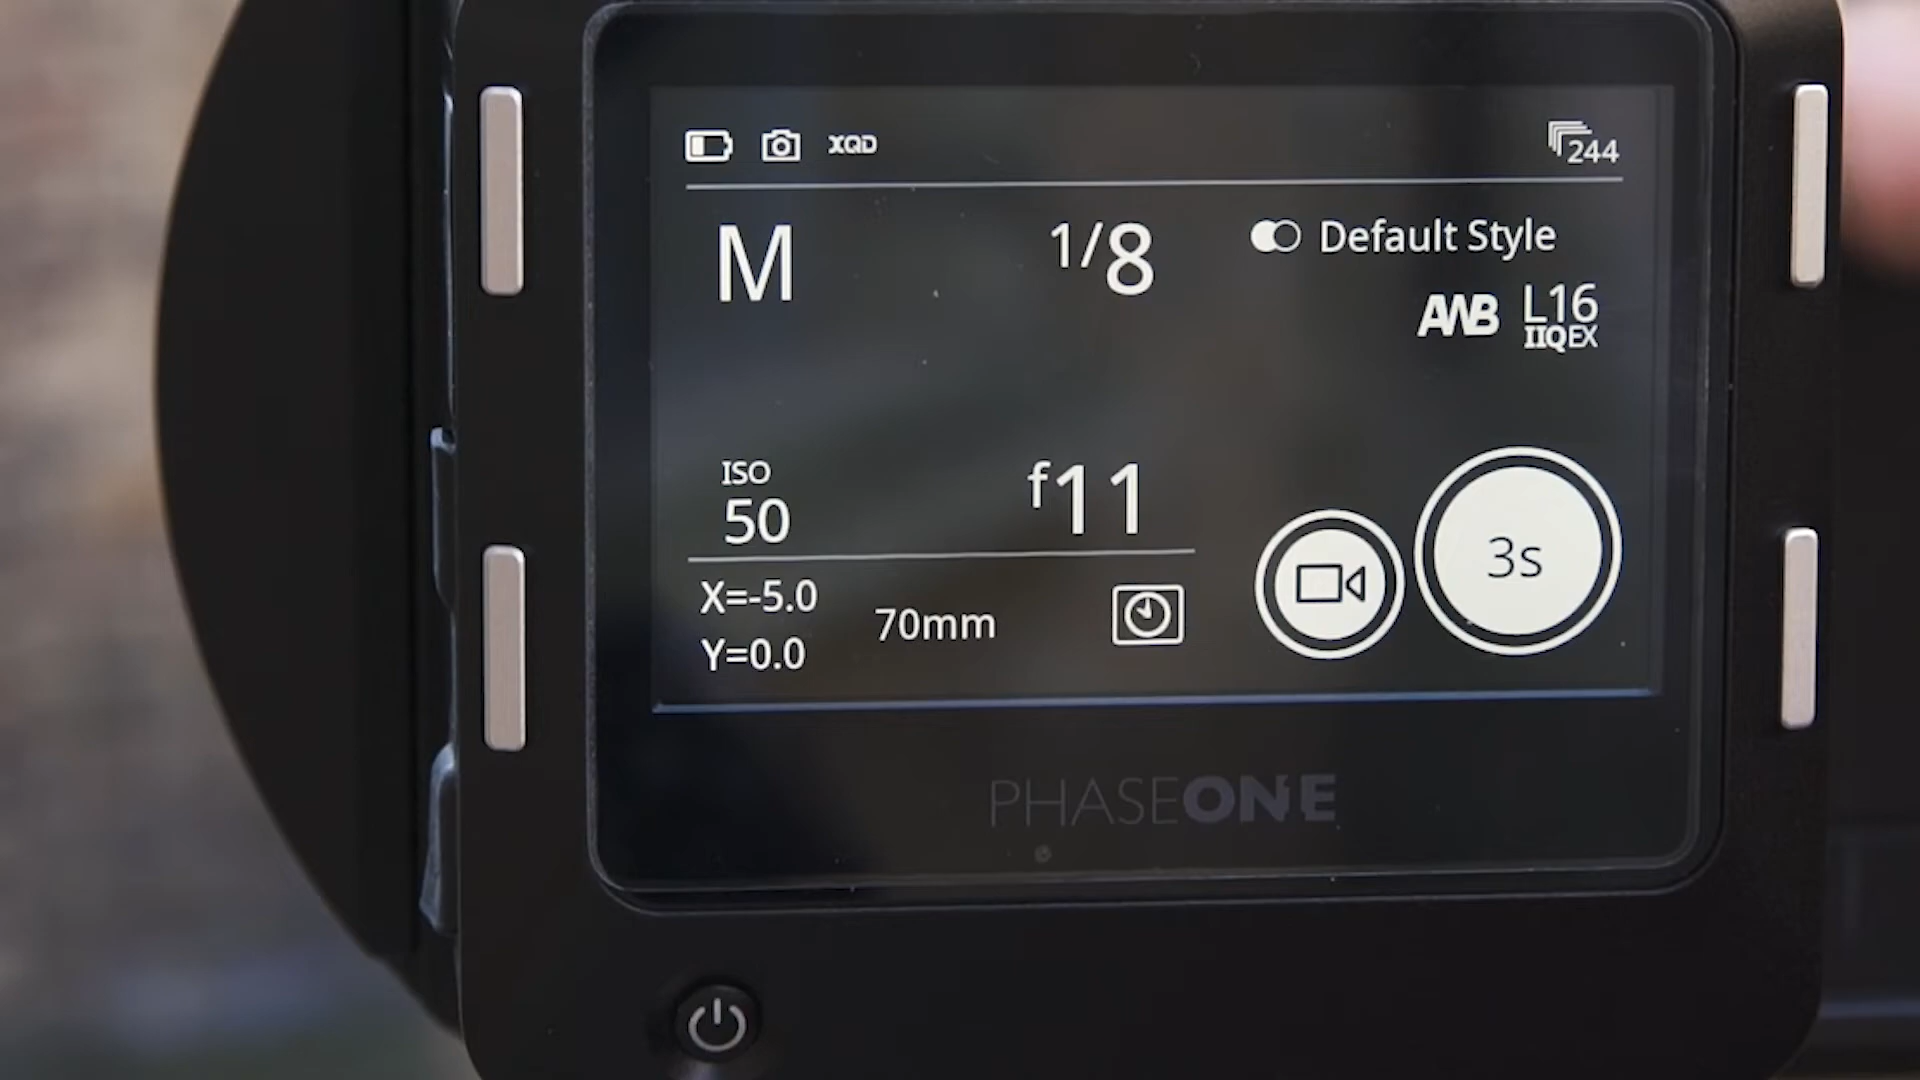 XQD
244
M
1/8
Default Style
AWB
L16
IIQEX
ISO
50
f11
3s
X=-5.0
70mm
Y=0.0
PHASEONE